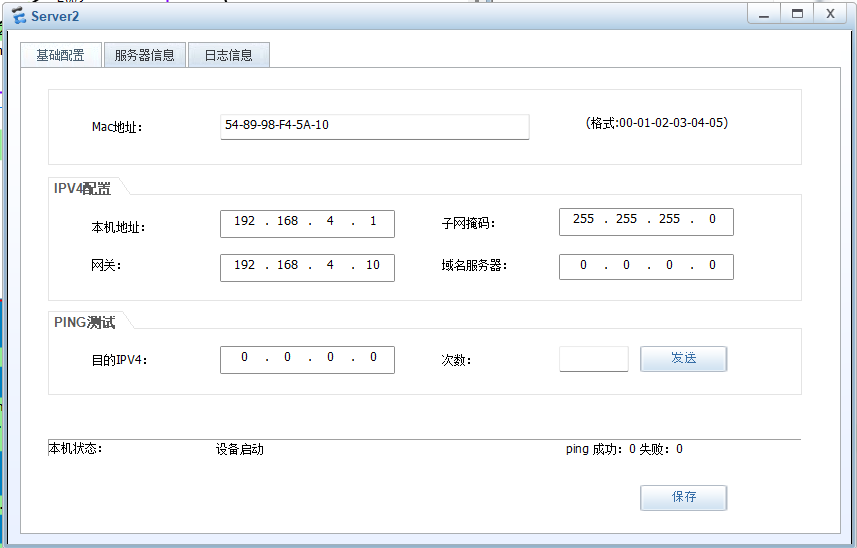 Server2
基础配置 服务器信息 日志信息
Mac地址: 54-89-98-F4-5A-10 (格式:00-01-02-03-04-05)
IPV4配置
本机地址: 192 . 168 . 4 . 1 子网掩码: 255 . 255 . 255 . 0
网关: 192 . 168 . 4 . 10 域名服务器: 0 . 0 . 0 . 0
PING测试
目的IPV4: 0 . 0 . 0 . 0 次数: 发送
本机状态: 设备启动 ping 成功: 0 失败: 0
保存